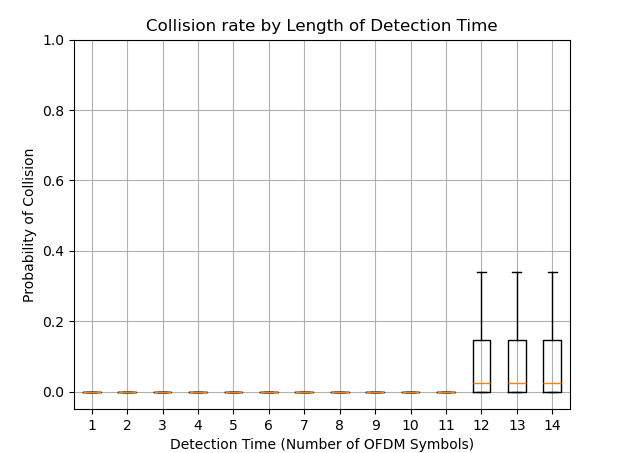 Collision rate by Length of Detection Time
1.0
0.8
0.6
0.4
0.2
0.0
Probability of Collision
1 2 3 4 5 6 7 8 9 10 11 12 13 14
Detection Time (Number of OFDM Symbols)